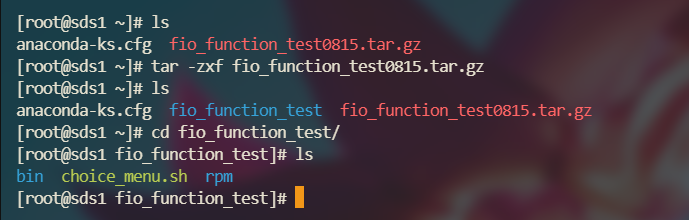 [root@sds1 ~]# ls
anaconda-ks.cfg  fio_function_test0815.tar.gz
[root@sds1 ~]# tar -zxf fio_function_test0815.tar.gz
[root@sds1 ~]# ls
anaconda-ks.cfg  fio_function_test  fio_function_test0815.tar.gz
[root@sds1 ~]# cd fio_function_test/
[root@sds1 fio_function_test]# ls
bin  choice_menu.sh  rpm
[root@sds1 fio_function_test]#